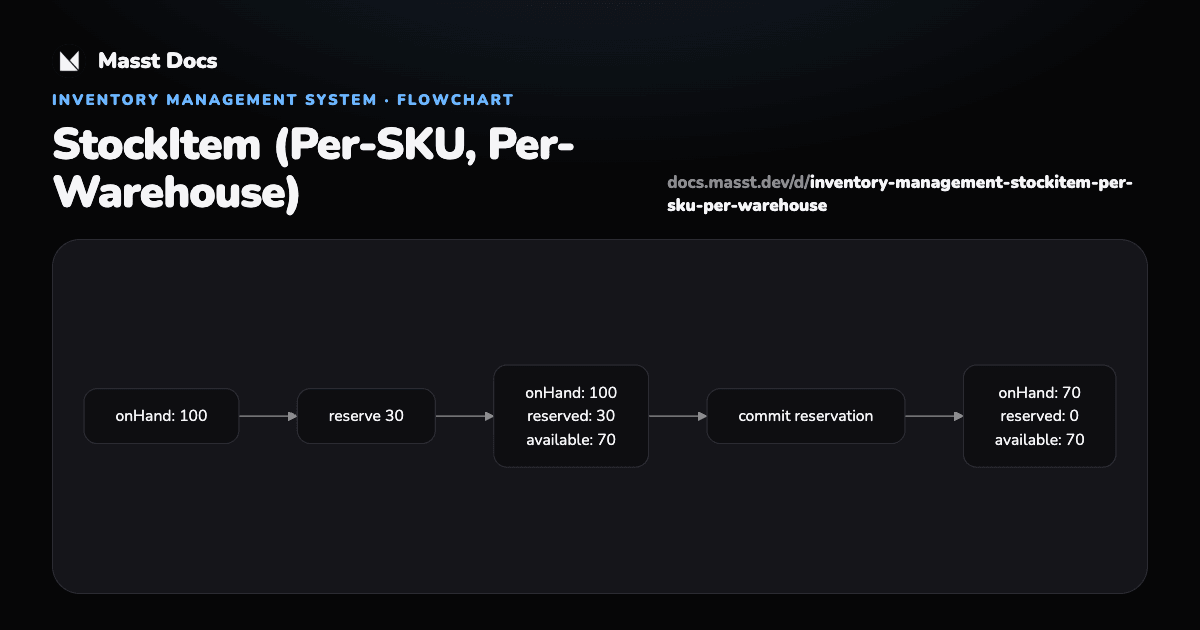 Masst Docs
INVENTORY MANAGEMENT SYSTEM · FLOWCHART
StockItem (Per-SKU, Per-
Warehouse)
docs.masst.dev/d/inventory-management-stockitem-per-
sku-per-warehouse
onHand: 100
reserve 30
onHand: 100
reserved: 30
available: 70
commit reservation
onHand: 70
reserved: 0
available: 70